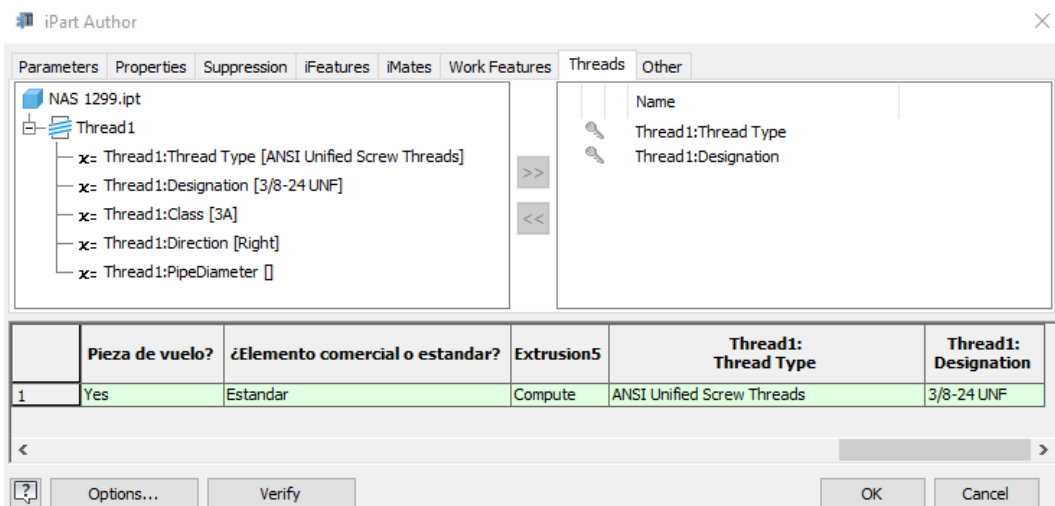 iPart Author
Parameters Properties Suppression iFeatures iMates Work Features Threads Other
NAS 1299.ipt
Thread1
x= Thread1:Thread Type [ANSI Unified Screw Threads]
x= Thread1:Designation [3/8-24 UNF]
x= Thread1:Class [3A]
x= Thread1:Direction [Right]
x= Thread1:PipeDiameter []
>>
<<
Name
Thread1:Thread Type
Thread1:Designation
Pieza de vuelo? ¿Elemento comercial o estandar? Extrusion5 Thread1: Thread Type Thread1: Designation
1 Yes Estandar Compute ANSI Unified Screw Threads 3/8-24 UNF
< >
? Options... Verify OK Cancel